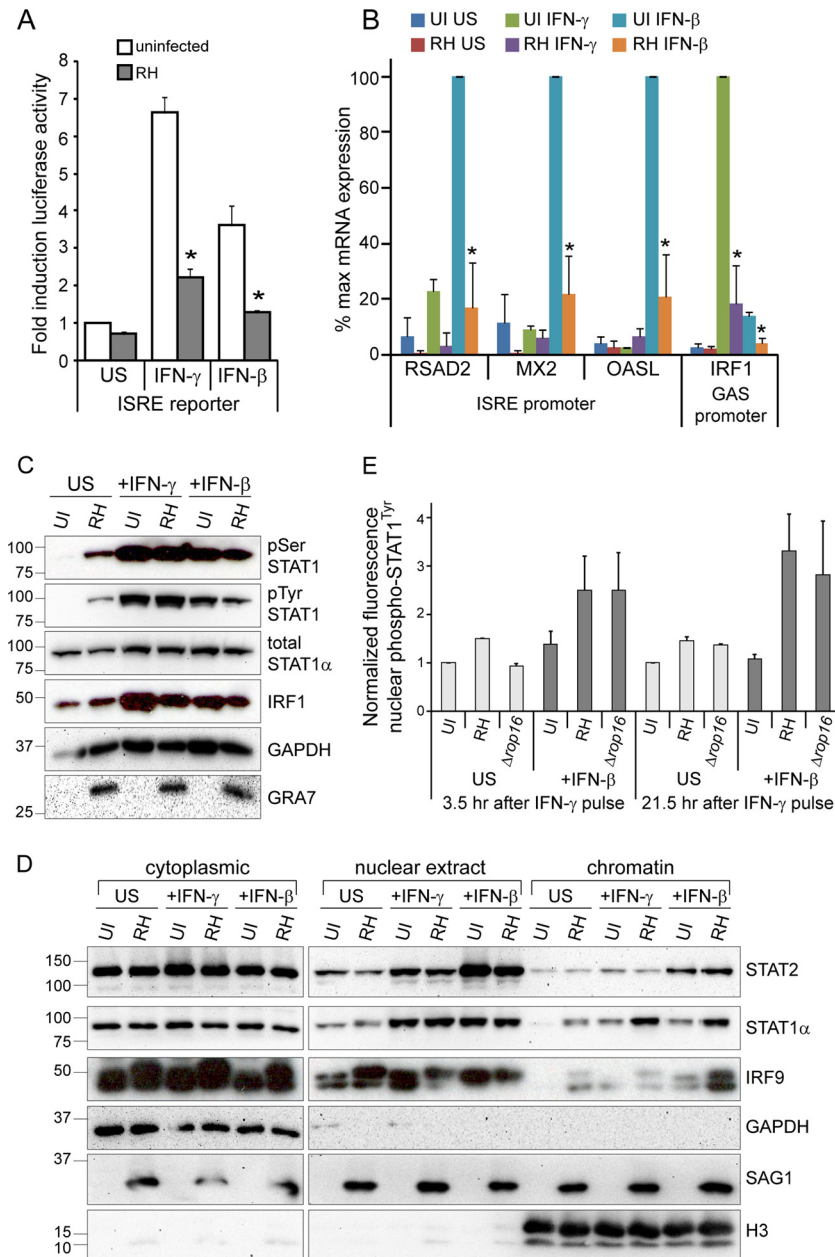 A
uninfected
RH
Fold induction luciferase activity
8
7
6
5
4
3
2
1
0
*
*
US
IFN-γ
IFN-β
ISRE reporter
B
UI US
UI IFN-γ
UI IFN-β
RH US
RH IFN-γ
RH IFN-β
% max mRNA expression
100
80
60
40
20
0
*
*
*
*
*
RSAD2
MX2
OASL
IRF1
ISRE promoter
GAS
promoter
C
US
+IFN-γ
+IFN-β
UI
RH
UI
RH
UI
RH
100
75
pSer
STAT1
100
75
pTyr
STAT1
100
75
total
STAT1α
50
IRF1
37
GAPDH
25
GRA7
E
Normalized fluorescence
nuclear phospho-STAT1Tyr
4
3
2
1
0
UI
RH
Δrop16
UI
RH
Δrop16
UI
RH
Δrop16
UI
RH
Δrop16
US
+IFN-β
US
+IFN-β
3.5 hr after IFN-γ pulse
21.5 hr after IFN-γ pulse
D
cytoplasmic
nuclear extract
chromatin
US
+IFN-γ
+IFN-β
US
+IFN-γ
+IFN-β
US
+IFN-γ
+IFN-β
UI
RH
UI
RH
UI
RH
UI
RH
UI
RH
UI
RH
UI
RH
UI
RH
UI
RH
150
100
STAT2
100
75
STAT1α
50
IRF9
37
GAPDH
37
SAG1
15
10
H3